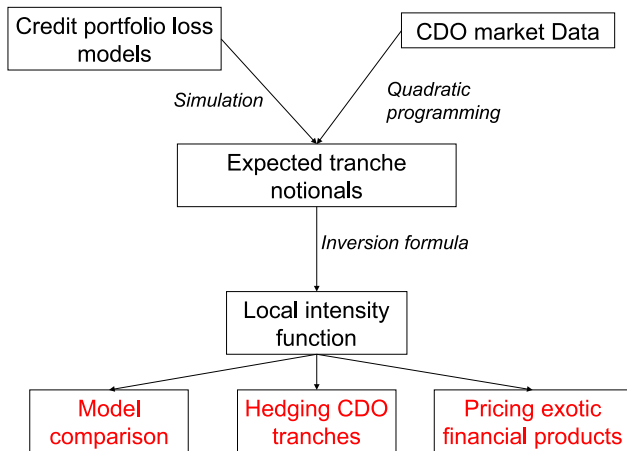 Credit portfolio loss
models
CDO market Data
Simulation
Quadratic
programming
Expected tranche
notionals
Inversion formula
Local intensity
function
Model
comparison
Hedging CDO
tranches
Pricing exotic
financial products